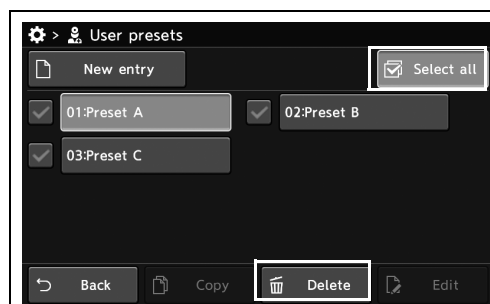 > User presets
New entry
Select all
01:Preset A
02:Preset B
03:Preset C
Back
Copy
Delete
Edit